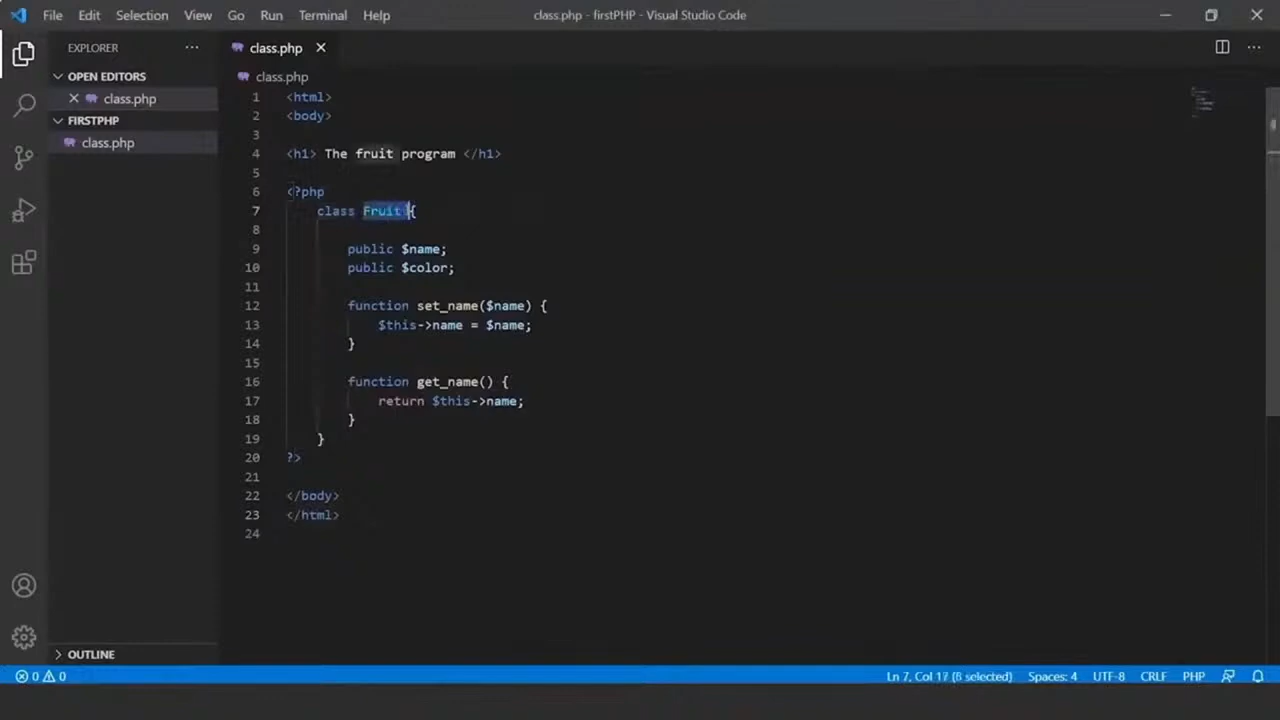 File Edit Selection View Go Run Terminal Help
class.php - firstPHP - Visual Studio Code
EXPLORER
OPEN EDITORS
class.php
FIRSTPHP
class.php
OUTLINE
class.php
class.php
1 <html>
2 <body>
3
4 <h1> The fruit program </h1>
5
6 <?php
7 class Fruit {
8
9 public $name;
10 public $color;
11
12 function set_name($name) {
13 $this->name = $name;
14 }
15
16 function get_name() {
17 return $this->name;
18 }
19 }
20 ?>
21
22 </body>
23 </html>
24
0 0
Ln 7, Col 17 selected) Spaces: 4 UTF-8 CRLF PHP